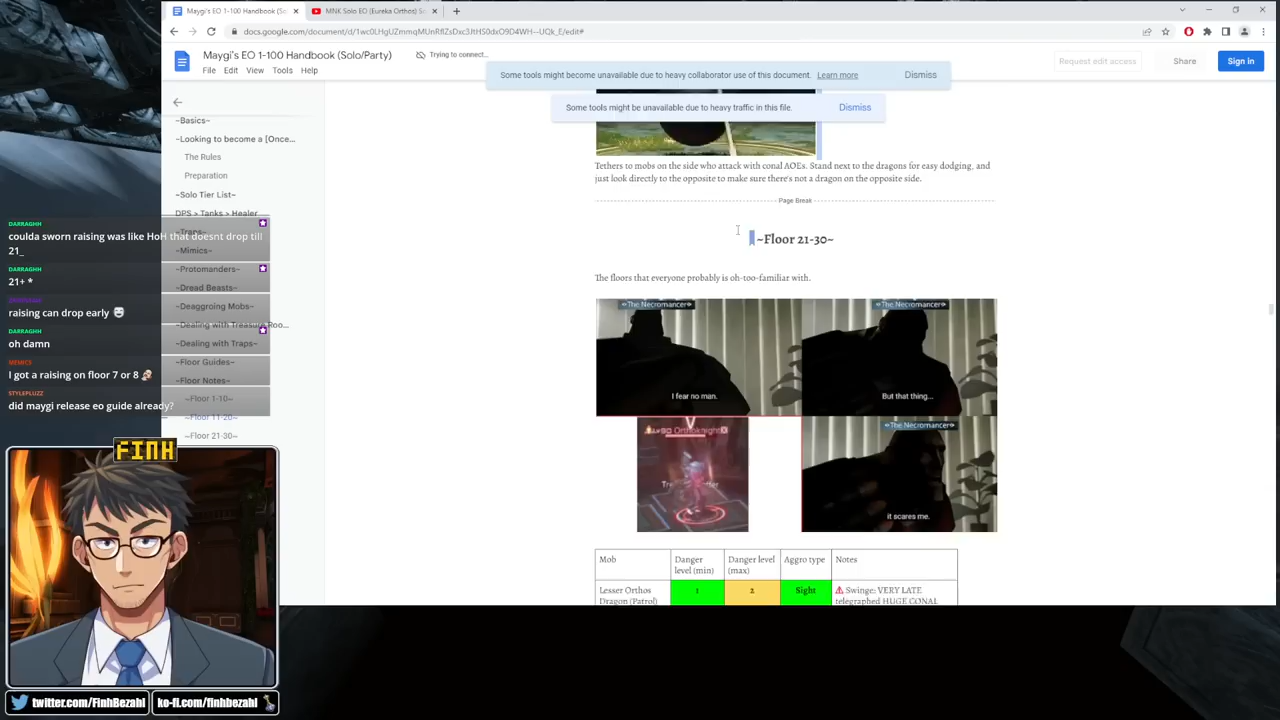 Maygi's EO 1-100 Handbook (So
MNK Solo EO (Eureka Orthos) So
docs.google.com/document/d/1wc0LHgUZmmqMUnRflZsDxc3JtHS0dxO9D4WH--UQk_E/edit#
Maygi's EO 1-100 Handbook (Solo/Party)
Trying to connect...
File Edit View Tools Help
Request edit access
Share
Sign in
Some tools might become unavailable due to heavy collaborator use of this document. Learn more Dismiss
Some tools might be unavailable due to heavy traffic in this file. Dismiss
~Basics~
~Looking to become a [Once...
The Rules
Preparation
~Solo Tier List~
DPS > Tanks > Healer
~Traps~
~Mimics~
~Protomanders~
~Dread Beasts~
~Deaggroing Mobs~
~Dealing with Treasure Roo...
~Dealing with Traps~
~Floor Guides~
~Floor Notes~
~Floor 1-10~
~Floor 11-20~
~Floor 21-30~
DARRAGHH
coulda sworn raising was like HoH that doesnt drop till
21_
DARRAGHH
21+ *
raising can drop early
DARRAGHH
oh damn
I got a raising on floor 7 or 8
STYLEPLUZZ
did maygi release eo guide already?
Tethers to mobs on the side who attack with conal AOEs. Stand next to the dragons for easy dodging, and
just look directly to the opposite to make sure there's not a dragon on the opposite side.
Page Break
~Floor 21-30~
The floors that everyone probably is oh-too-familiar with.
«The Necromancer»
I fear no man.
«The Necromancer»
But that thing...
Orthoknight
«The Necromancer»
it scares me.
Mob
Danger
level (min)
Danger level
(max)
Aggro type
Notes
Lesser Orthos
Dragon (Patrol)
1
2
Sight
Swinge: VERY LATE
telegraphed HUGE CONAL
FINH
twitter.com/FinhBezahl
ko-fi.com/finhbezahl